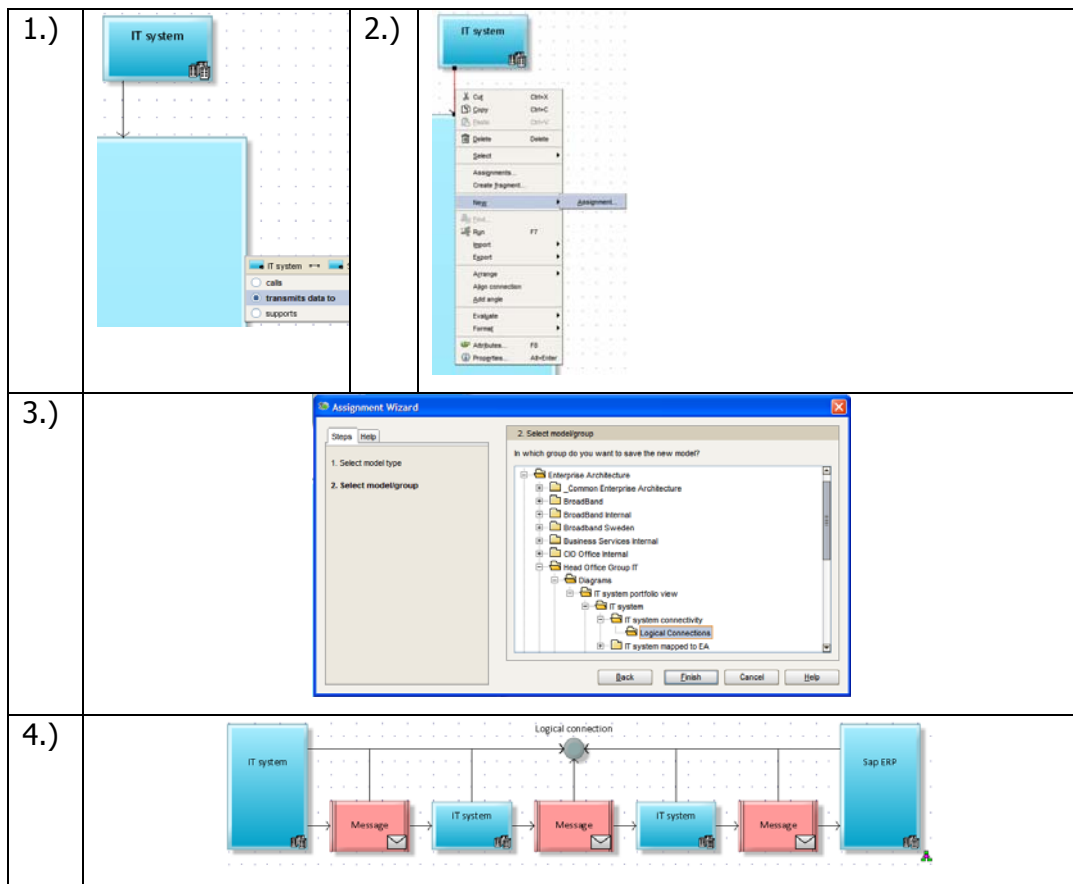 1.)
IT system
IT system
calls
transmits data to
supports
2.)
IT system
Cut Ctrl+X
Copy Ctrl+C
Paste Ctrl+V
Delete Delete
Select
Assignments...
Create fragment...
New
Assignment...
Find...
Run F7
Import
Export
Arrange
Align connection
Add angle
Evaluate
Format
Attributes... F8
Properties... Alt+Enter
3.)
Assignment Wizard
Steps Help
1. Select model type
2. Select model/group
2. Select model/group
In which group do you want to save the new model?
Enterprise Architecture
_Common Enterprise Architecture
BroadBand
BroadBand Internal
Broadband Sweden
Business Services Internal
CIO Office Internal
Head Office Group IT
Diagrams
IT system portfolio view
IT system
IT system connectivity
Logical Connections
IT system mapped to EA
Back Finish Cancel Help
4.)
Logical connection
IT system
Sap ERP
Message
IT system
Message
IT system
Message